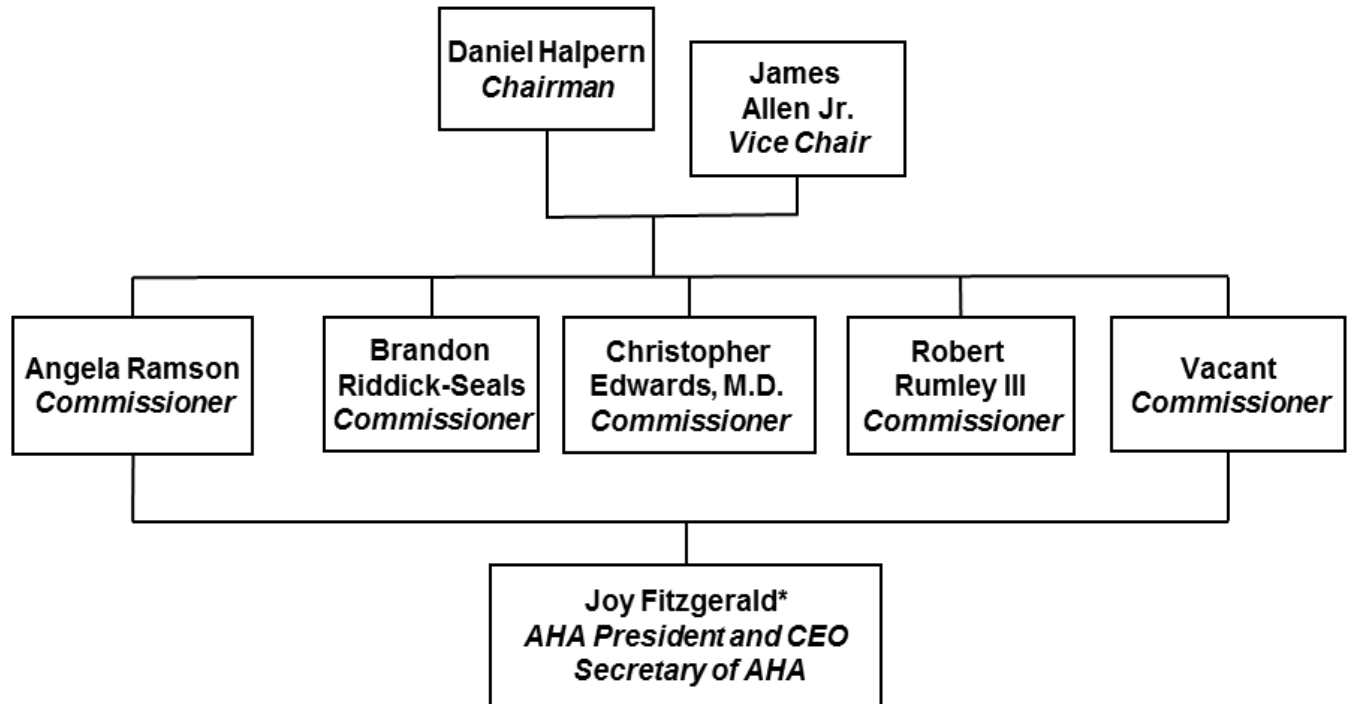 Daniel Halpern
Chairman
James
Allen Jr.
Vice Chair
Angela Ramson
Commissioner
Brandon
Riddick-Seals
Commissioner
Christopher
Edwards, M.D.
Commissioner
Robert
Rumley III
Commissioner
Vacant
Commissioner
Joy Fitzgerald*
AHA President and CEO
Secretary of AHA